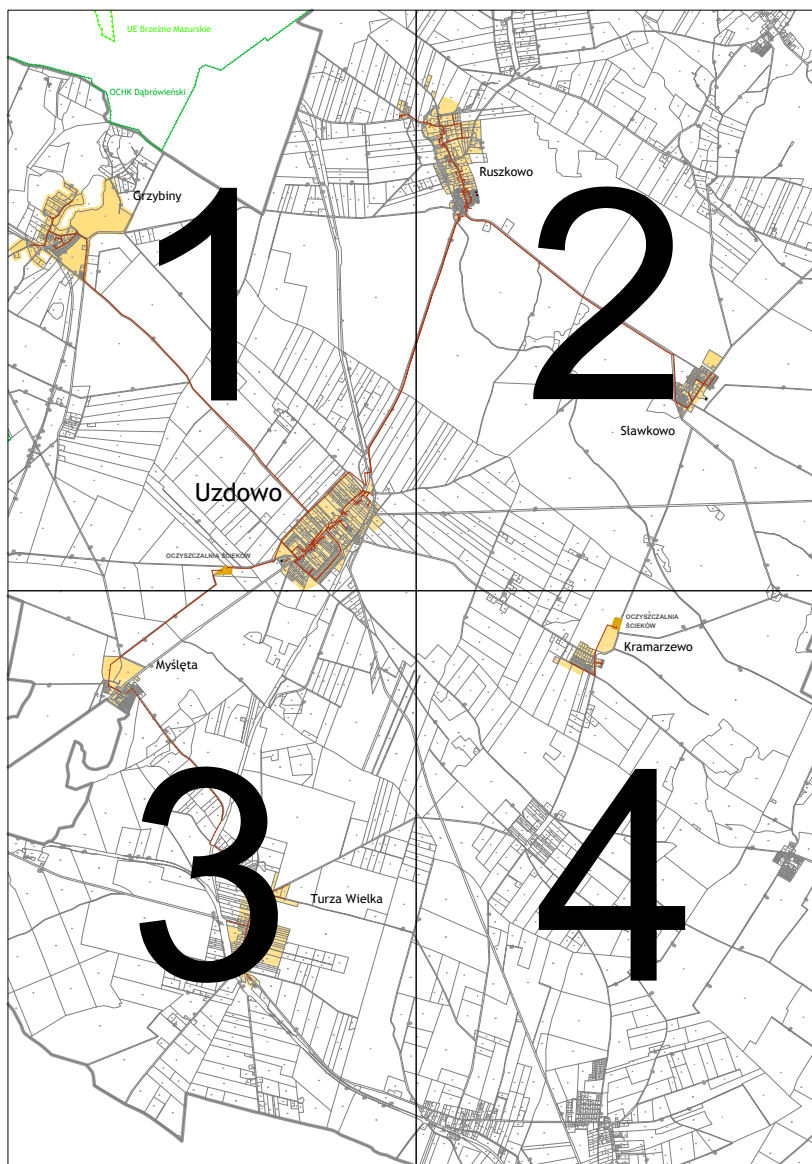 UE Brzeźno Mazurskie
OCHK Dąbrówieński
Grzybiny
1
Ruszkowo
2
Sławkowo
Uzdowo
OCZYSZCZALNIA ŚCIEKÓW
OCZYSZCZALNIA
ŚCIEKÓW
Kramarzewo
Myślęta
3
4
Turza Wielka